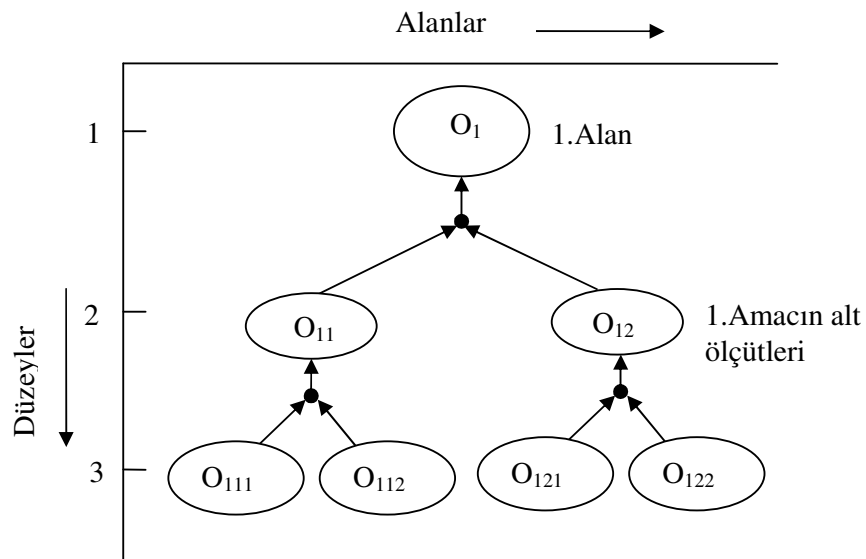 Alanlar
1
O₁
1.Alan
2
O₁₁
O₁₂
1.Amacın alt
ölçütleri
Düzeyler
3
O₁₁₁
O₁₁₂
O₁₂₁
O₁₂₂